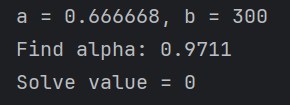 a = 0.666668, b = 300
Find alpha: 0.9711
Solve value = 0